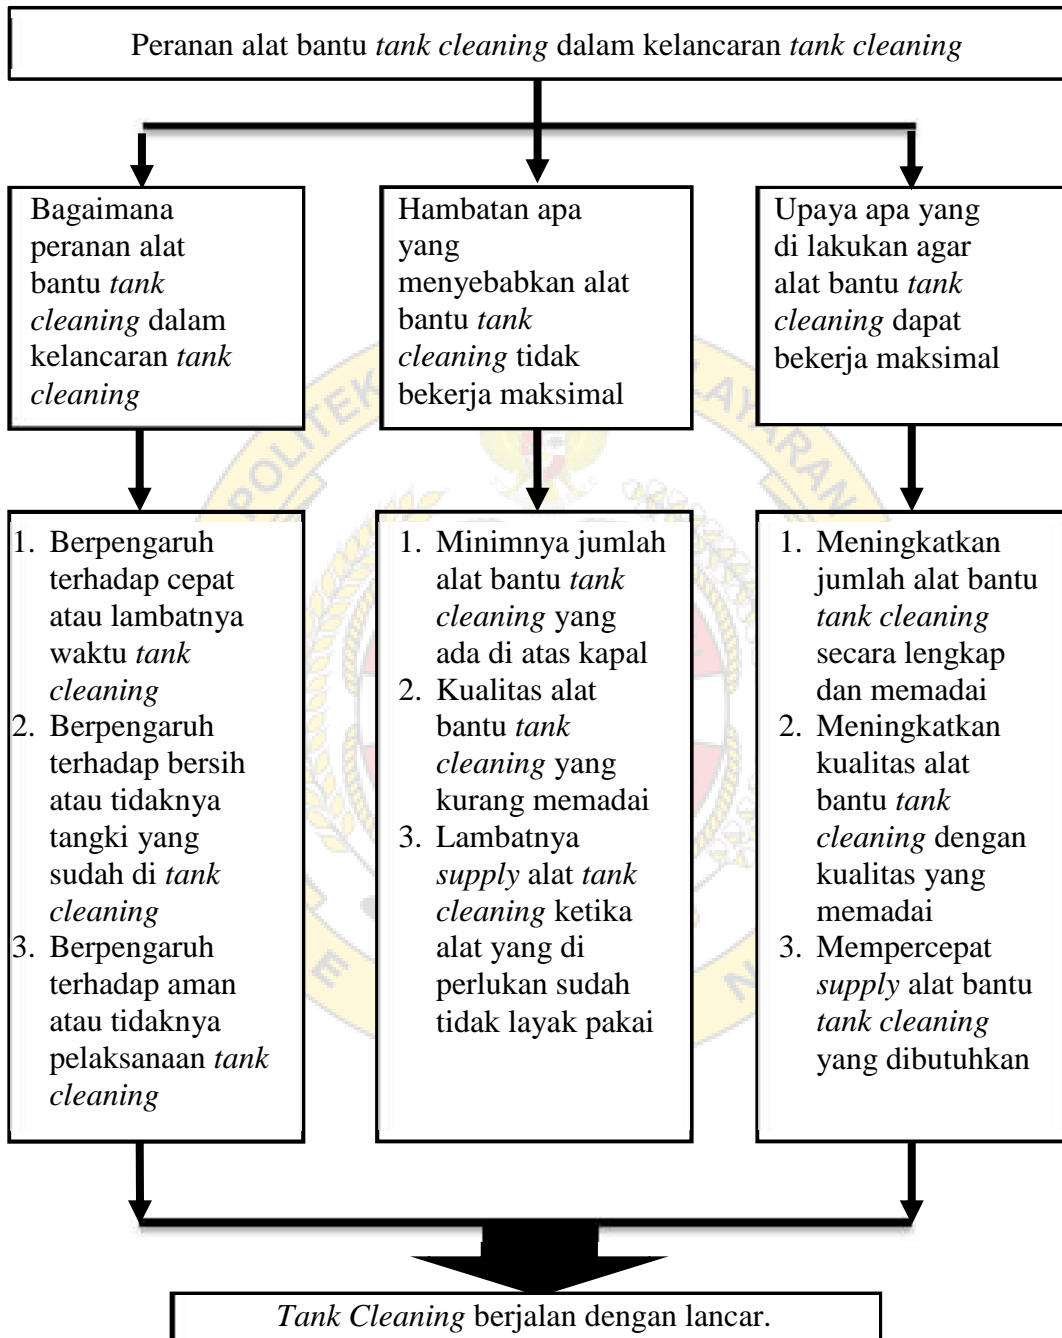 Peranan alat bantu tank cleaning dalam kelancaran tank cleaning
Bagaimana
peranan alat
bantu tank
cleaning dalam
kelancaran tank
cleaning
Hambatan apa
yang
menyebabkan alat
bantu tank
cleaning tidak
bekerja maksimal
Upaya apa yang
di lakukan agar
alat bantu tank
cleaning dapat
bekerja maksimal
1. Berpengaruh
terhadap cepat
atau lambatnya
waktu tank
cleaning
2. Berpengaruh
terhadap bersih
atau tidaknya
tangki yang
sudah di tank
cleaning
3. Berpengaruh
terhadap aman
atau tidaknya
pelaksanaan tank
cleaning
1. Minimnya jumlah
alat bantu tank
cleaning yang
ada di atas kapal
2. Kualitas alat
bantu tank
cleaning yang
kurang memadai
3. Lambatnya
supply alat tank
cleaning ketika
alat yang di
perlukan sudah
tidak layak pakai
1. Meningkatkan
jumlah alat bantu
tank cleaning
secara lengkap
dan memadai
2. Meningkatkan
kualitas alat
bantu tank
cleaning dengan
kualitas yang
memadai
3. Mempercepat
supply alat bantu
tank cleaning
yang dibutuhkan
Tank Cleaning berjalan dengan lancar.